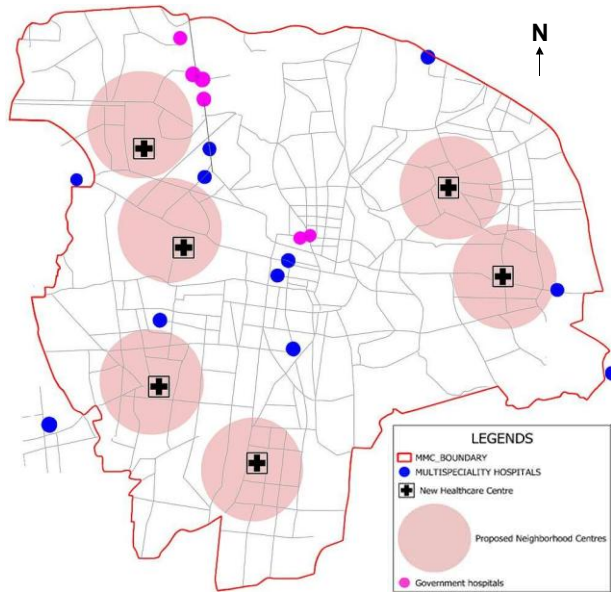 N
LEGENDS
MMC_BOUNDARY
MULTISPECIALITY HOSPITALS
New Healthcare Centre
Proposed Neighborhood Centres
Government hospitals